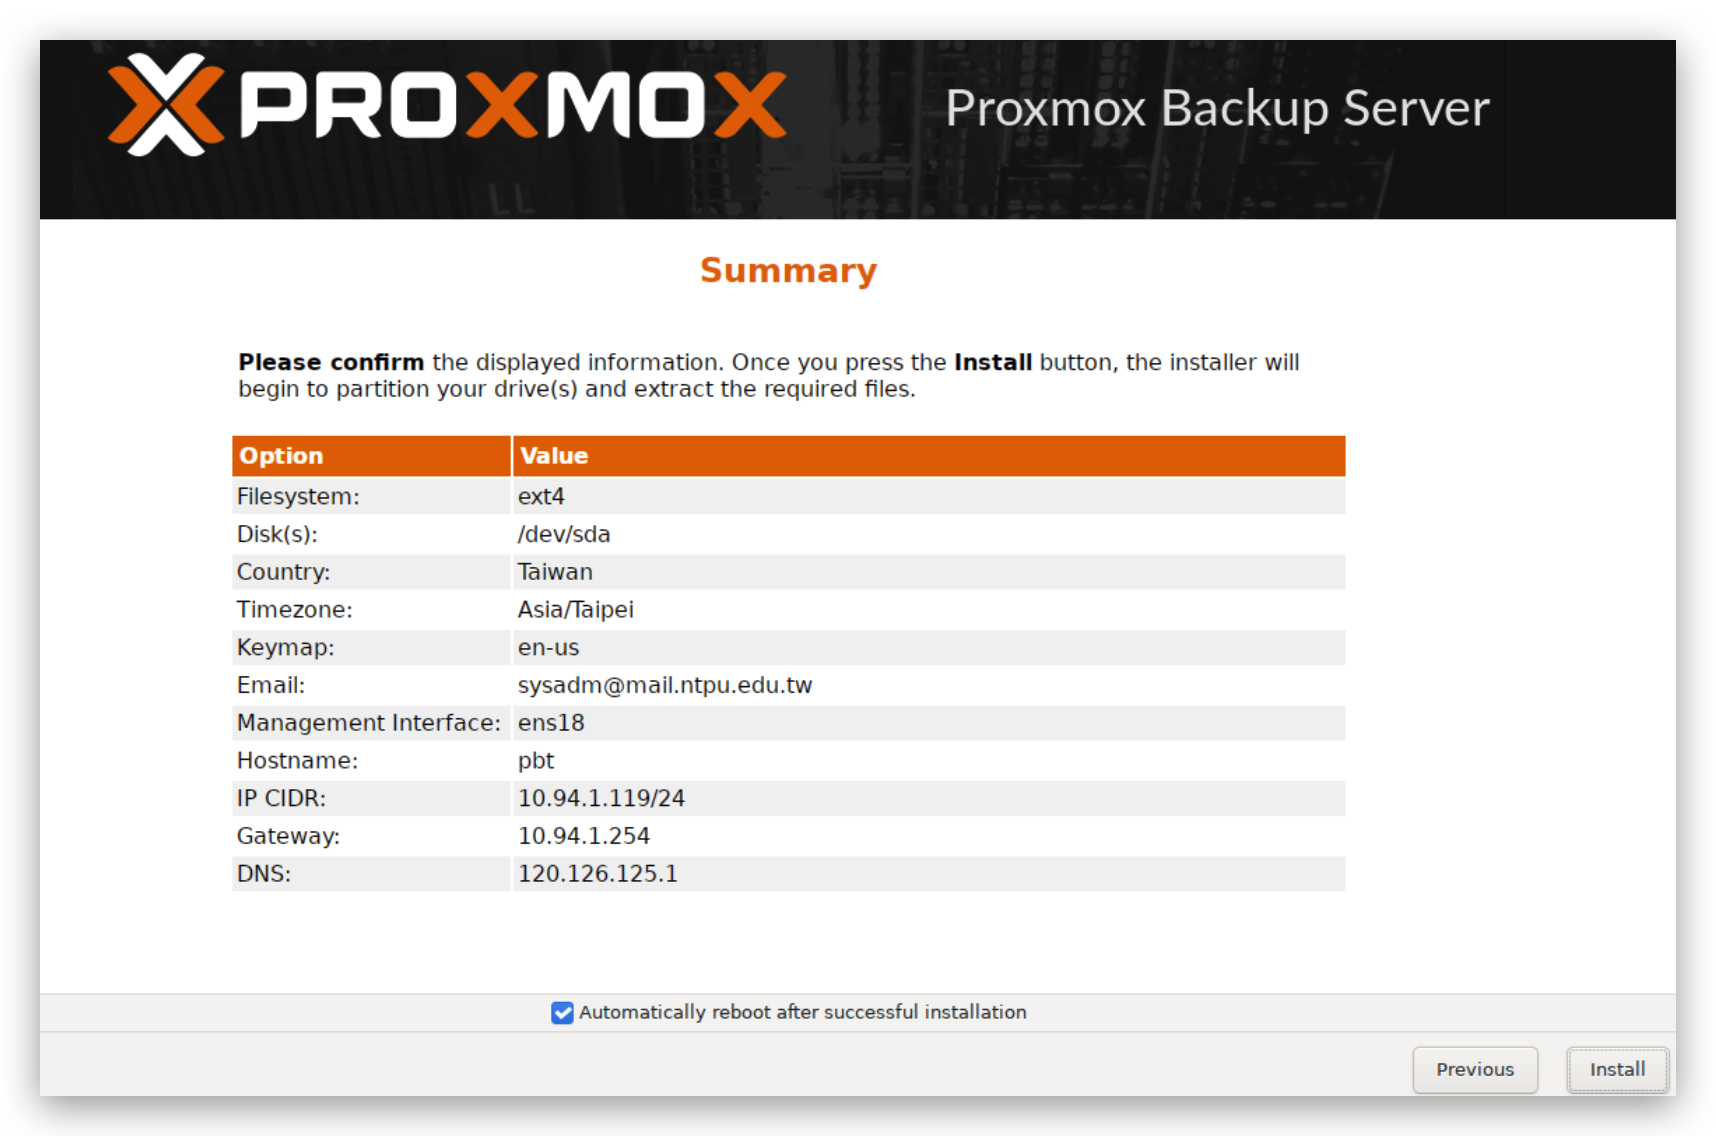 PROXMOX Proxmox Backup Server
Summary
Please confirm the displayed information. Once you press the Install button, the installer will
begin to partition your drive(s) and extract the required files.
Option Value
Filesystem: ext4
Disk(s): /dev/sda
Country: Taiwan
Timezone: Asia/Taipei
Keymap: en-us
Email: sysadm@mail.ntpu.edu.tw
Management Interface: ens18
Hostname: pbt
IP CIDR: 10.94.1.119/24
Gateway: 10.94.1.254
DNS: 120.126.125.1
Automatically reboot after successful installation
Previous Install